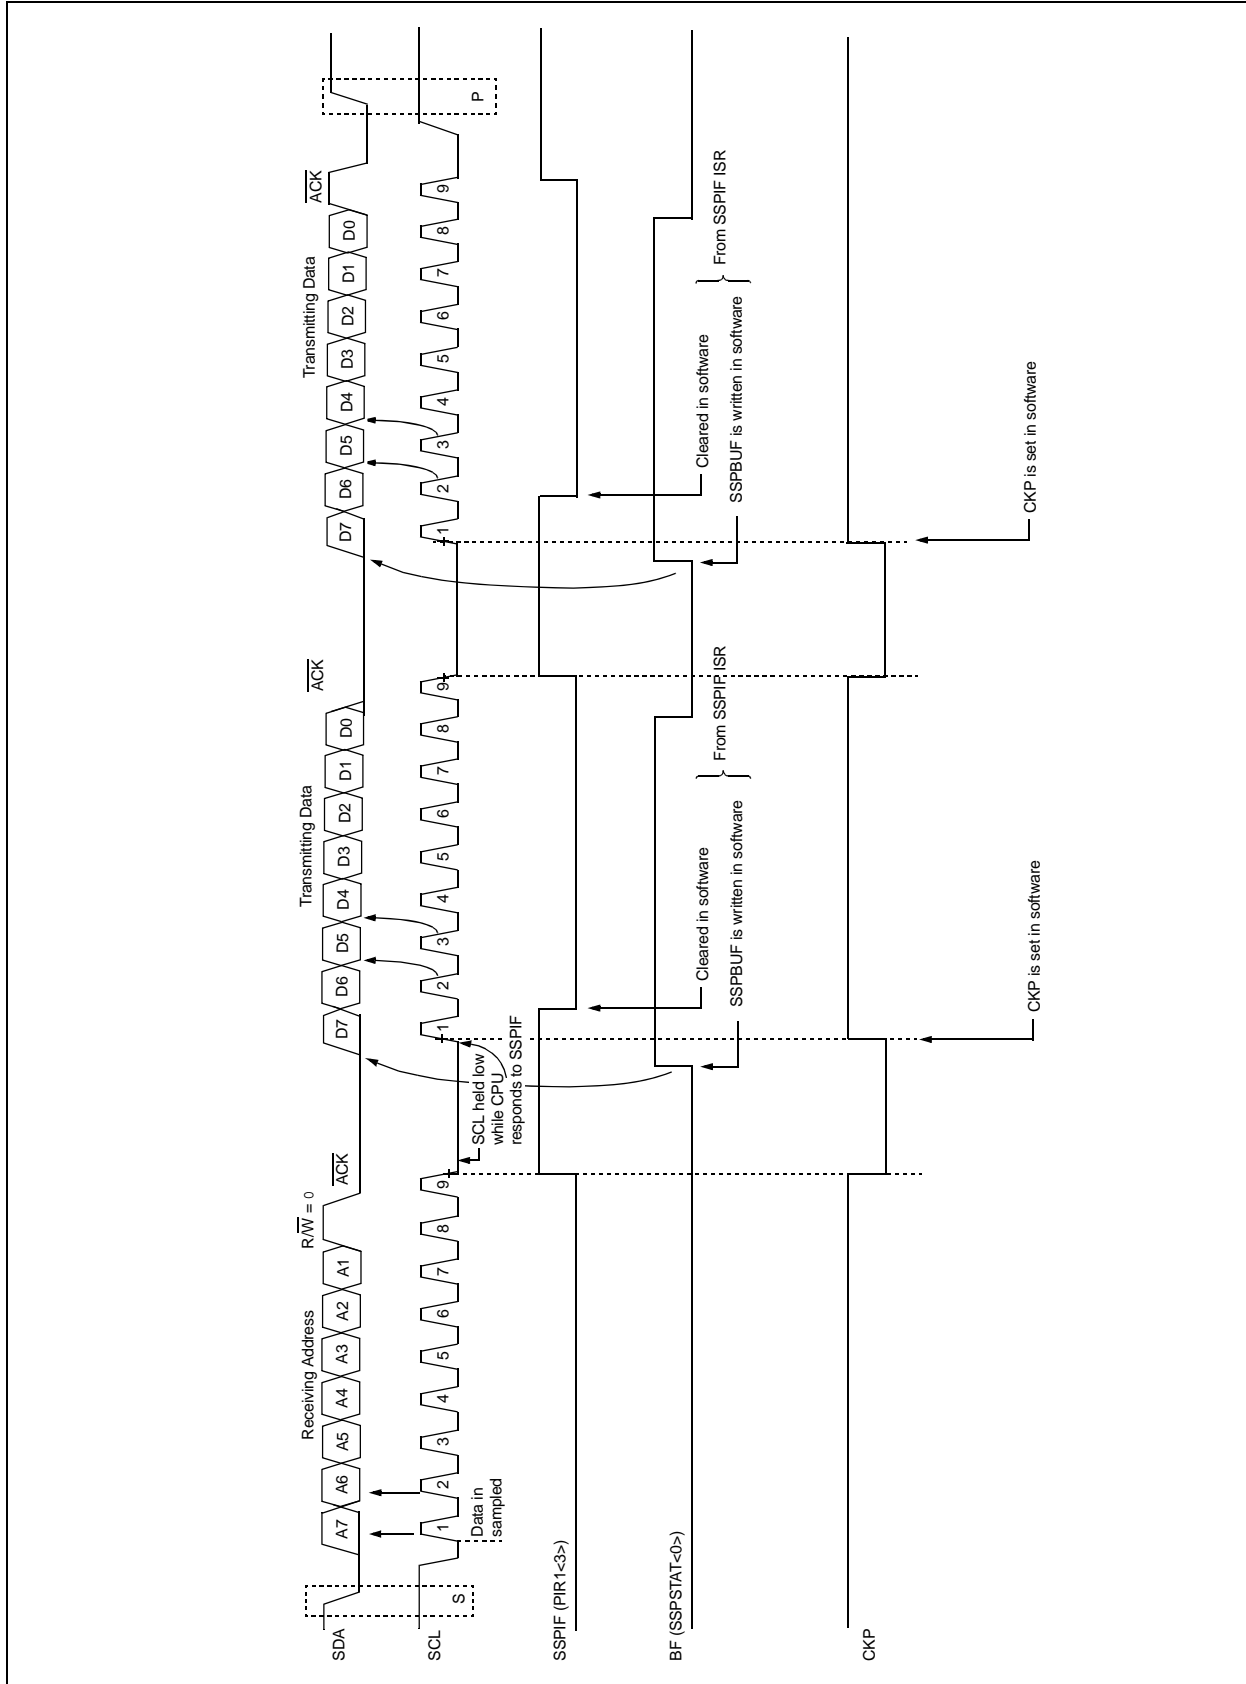 Receiving Address
R/W = 0
ACK
Transmitting Data
ACK
Transmitting Data
ACK
SDA
A7 A6 A5 A4 A3 A2 A1
D7 D6 D5 D4 D3 D2 D1 D0
D7 D6 D5 D4 D3 D2 D1 D0
SCL
1 2 3 4 5 6 7 8 9
1 2 3 4 5 6 7 8 9
1 2 3 4 5 6 7 8 9
S
P
Data in
sampled
SCL held low
while CPU
responds to SSPIF
SSPIF (PIR1<3>)
BF (SSPSTAT<0>)
Cleared in software
SSPBUF is written in software
From SSPIF ISR
Cleared in software
SSPBUF is written in software
From SSPIF ISR
CKP
CKP is set in software
CKP is set in software